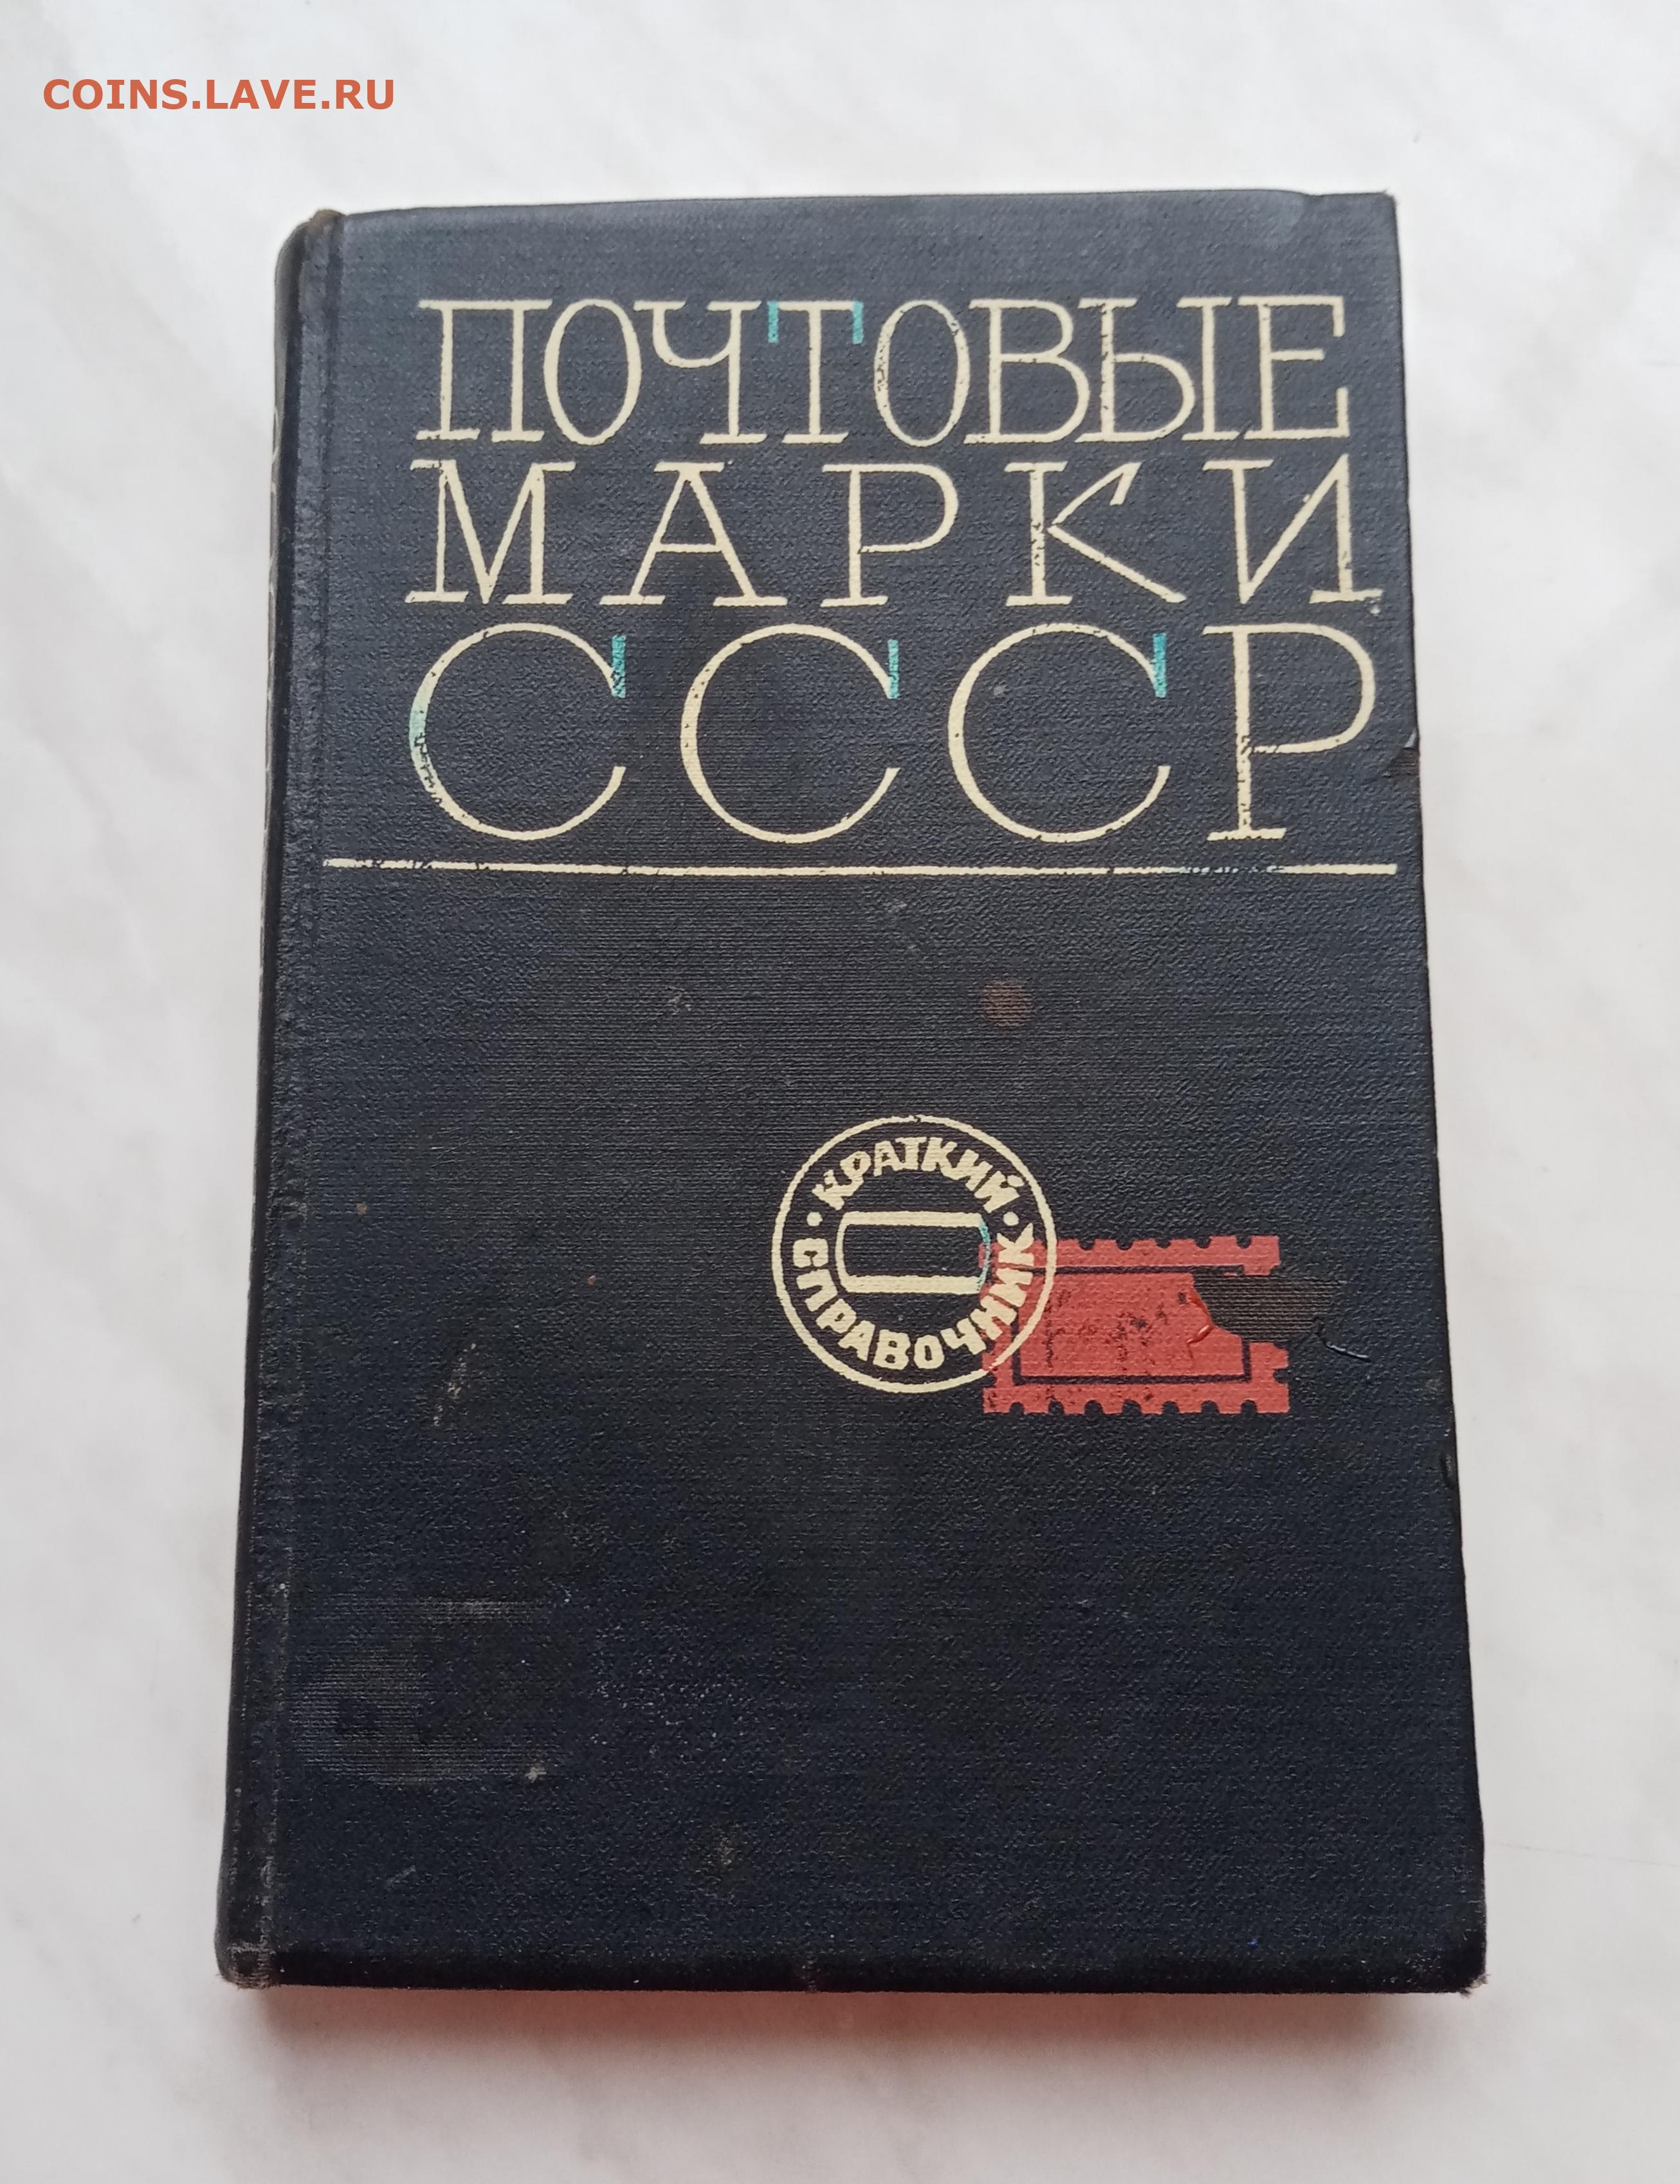 COINS.LAVE.RU
ПОЧТОВЫЕ
МАРКИ
СССР
КРАТКИЙ
СПРАВОЧНИК